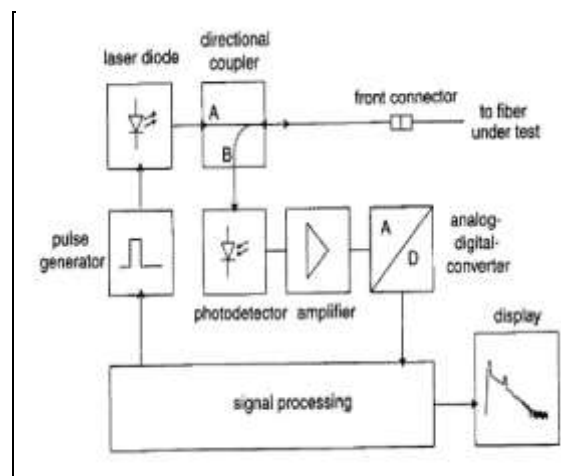 directional
coupler
laser diode
front connector
to fiber
under test
A
B
pulse
generator
A
D
analog-
digital-
converter
photodetector
amplifier
display
signal processing